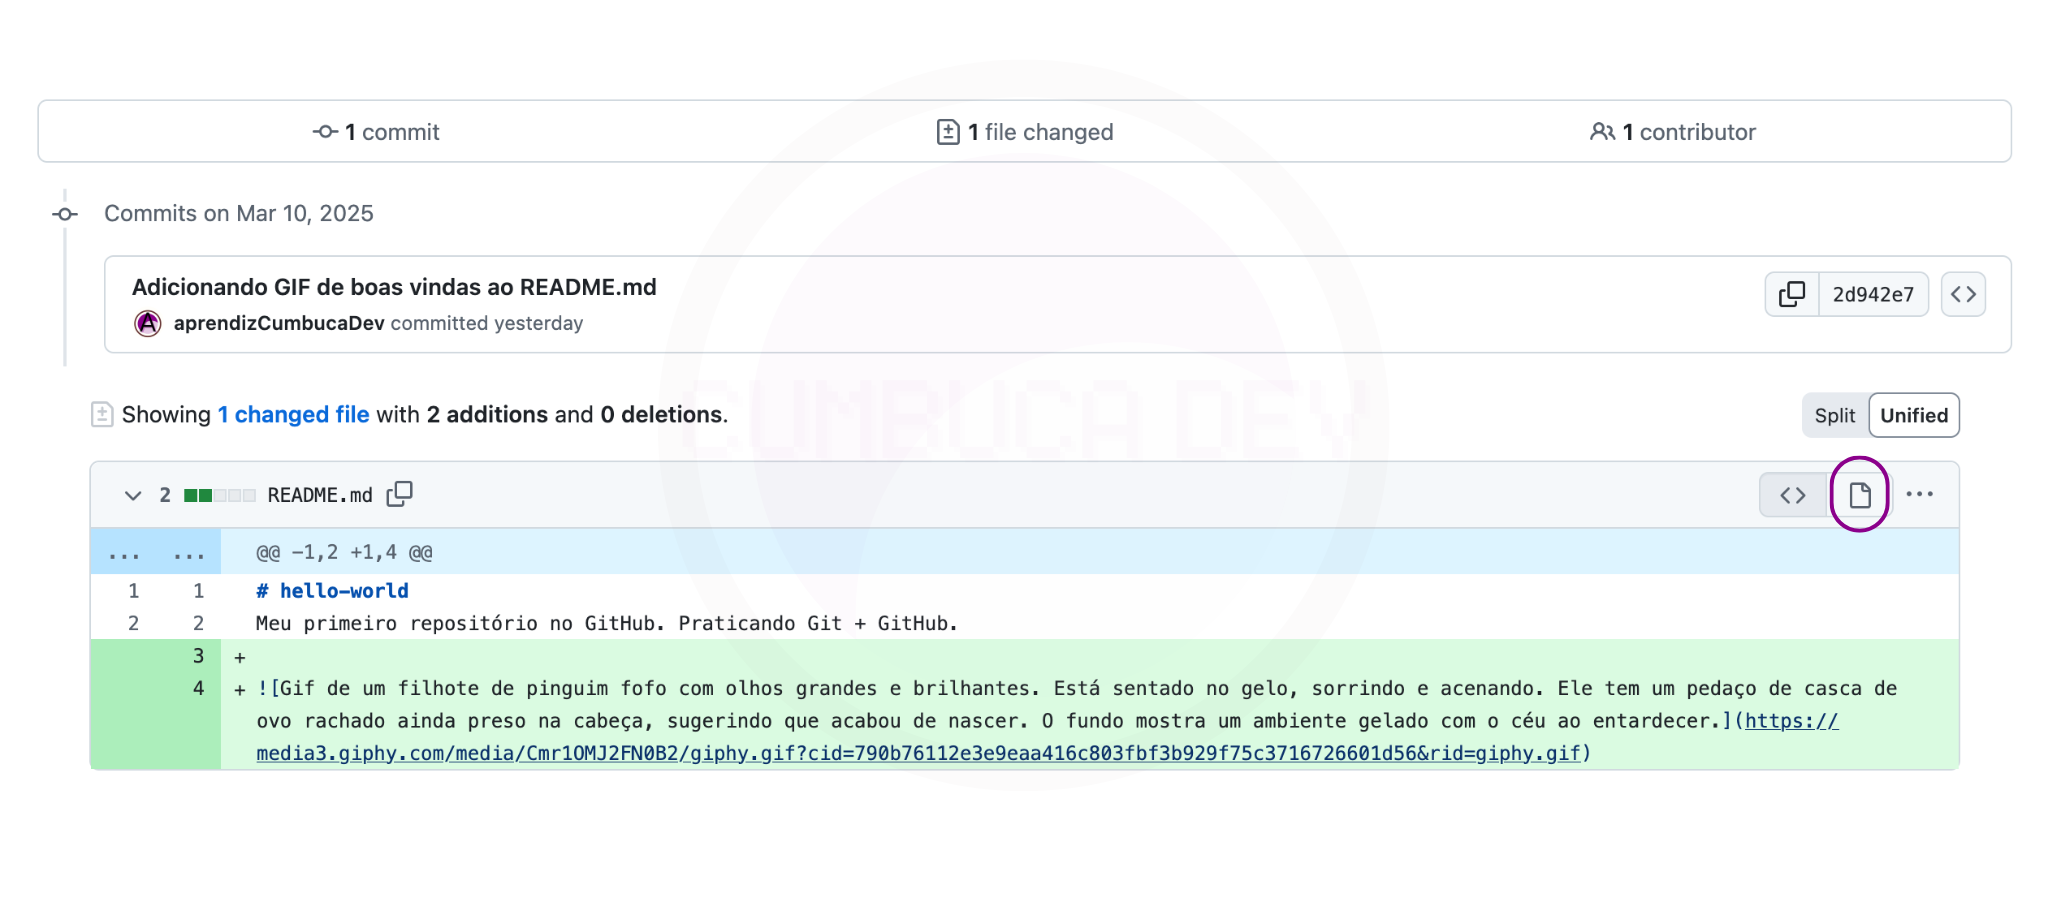 1 commit
1 file changed
1 contributor
Commits on Mar 10, 2025
Adicionando GIF de boas vindas ao README.md
2d942e7
aprendizCumbucaDev committed yesterday
CUMBUCA DEV
Showing 1 changed file with 2 additions and 0 deletions.
Split Unified
2 README.md
... ... @@ -1,2 +1,4 @@
1 1 # hello-world
2 2 Meu primeiro repositório no GitHub. Praticando Git + GitHub.
3 +
4 + ![Gif de um filhote de pinguim fofo com olhos grandes e brilhantes. Está sentado no gelo, sorrindo e acenando. Ele tem um pedaço de casca de
ovo rachado ainda preso na cabeça, sugerindo que acabou de nascer. O fundo mostra um ambiente gelado com o céu ao entardecer.](https://
media3.giphy.com/media/Cmr1OMJ2FN0B2/giphy.gif?cid=790b76112e3e9eaa416c803fbf3b929f75c3716726601d56&rid=giphy.gif)